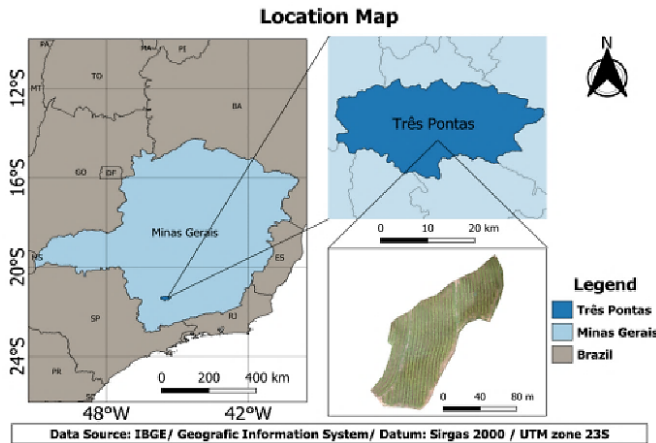 Location Map
PA
MA
PI
MT
TO
BA
GO
DF
Minas Gerais
MS
ES
SP
RJ
PR
SC
12°S
16°S
20°S
24°S
48°W
42°W
0 200 400 km
Três Pontas
0 10 20 km
0 40 80 m
N
Legend
Três Pontas
Minas Gerais
Brazil
Data Source: IBGE/ Geografic Information System/ Datum: Sirgas 2000 / UTM zone 23S